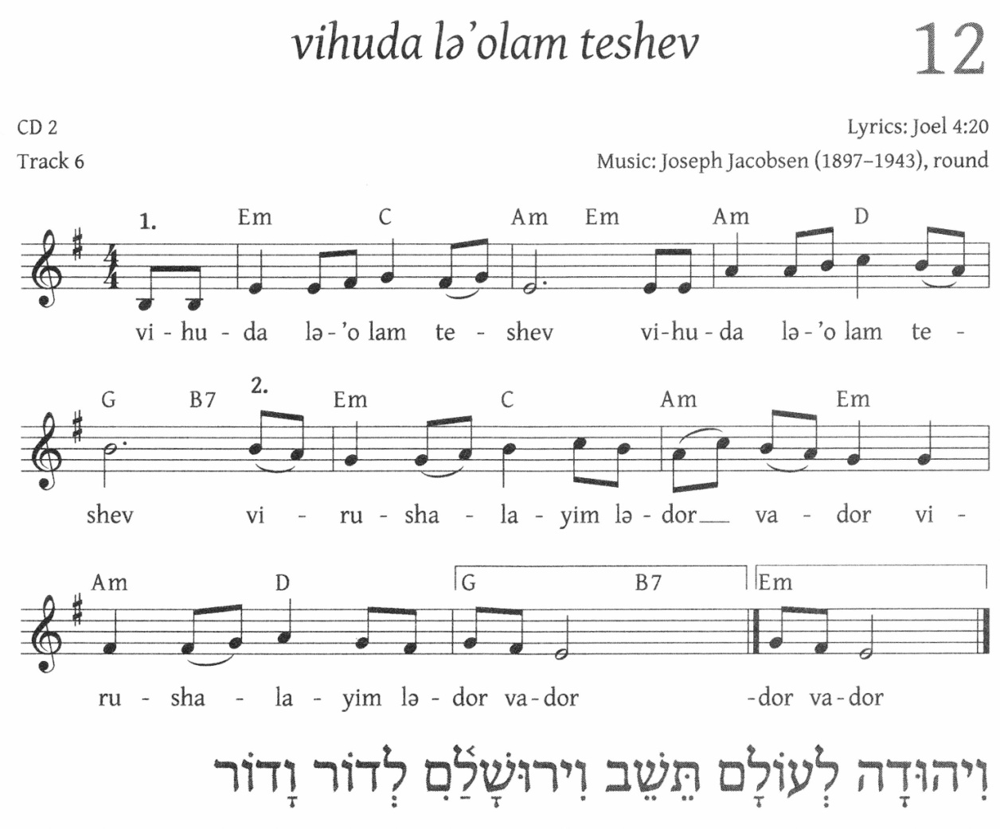 vihuda lə’olam teshev
12
CD 2
Lyrics: Joel 4:20
Track 6
Music: Joseph Jacobsen (1897–1943), round
1. Em C Am Em Am D
vi - hu - da lə - ’o lam te - shev vi - hu - da lə - ’o lam te -
G B7 2. Em C Am Em
shev vi - ru - sha - la - yim lə - dor__ va - dor vi -
Am D G B7 Em
ru - sha - la - yim lə - dor va - dor -dor va - dor
וִיהוּדָה לְעוֹלָם תֵּשֵׁב וִירוּשָׁלַ֫םִ לְדוֹר וָדוֹר